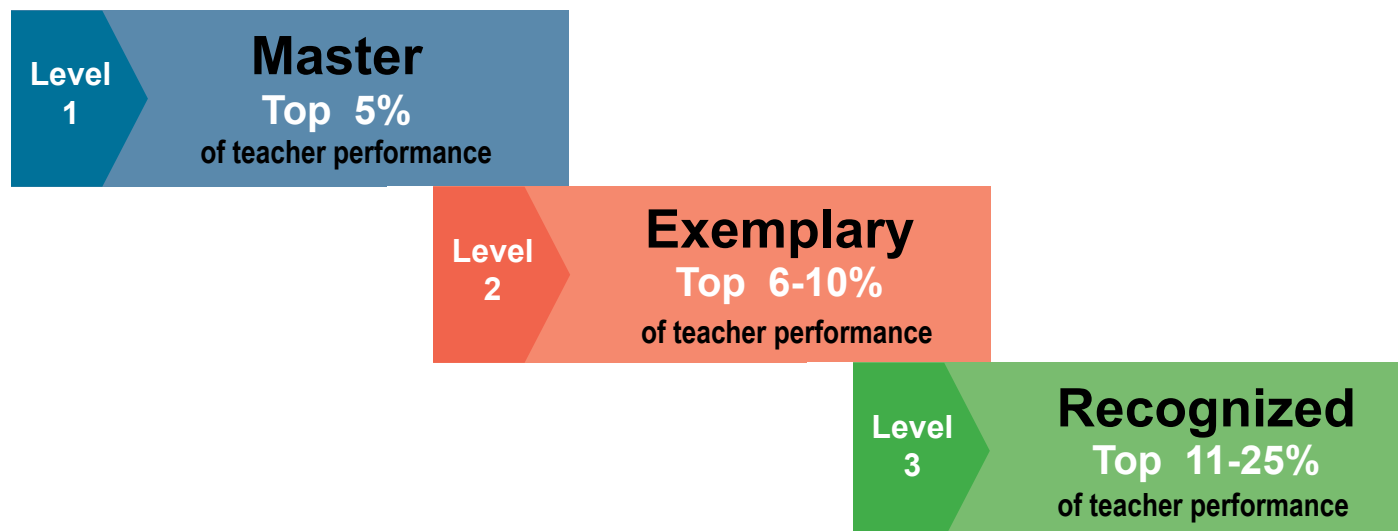 Level
1
Master
Top 5%
of teacher performance
Level
2
Exemplary
Top 6-10%
of teacher performance
Level
3
Recognized
Top 11-25%
of teacher performance